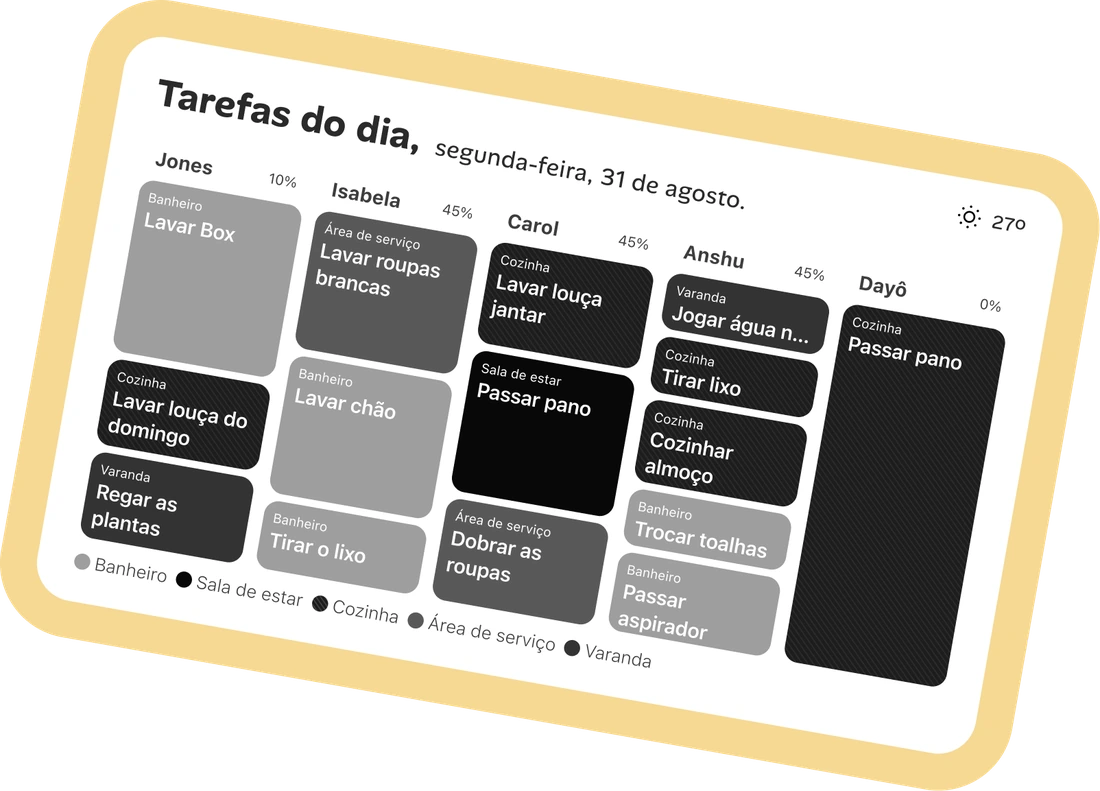 Tarefas do dia, segunda-feira, 31 de agosto.
27º
Jones 10%
Banheiro
Lavar Box
Cozinha
Lavar louça do
domingo
Varanda
Regar as
plantas
Isabela 45%
Área de serviço
Lavar roupas
brancas
Banheiro
Lavar chão
Banheiro
Tirar o lixo
Carol 45%
Cozinha
Lavar louça
jantar
Sala de estar
Passar pano
Área de serviço
Dobrar as
roupas
Anshu 45%
Varanda
Jogar água n...
Cozinha
Tirar lixo
Cozinha
Cozinhar
almoço
Banheiro
Trocar toalhas
Banheiro
Passar
aspirador
Dayô 0%
Cozinha
Passar pano
Banheiro Sala de estar Cozinha Área de serviço Varanda